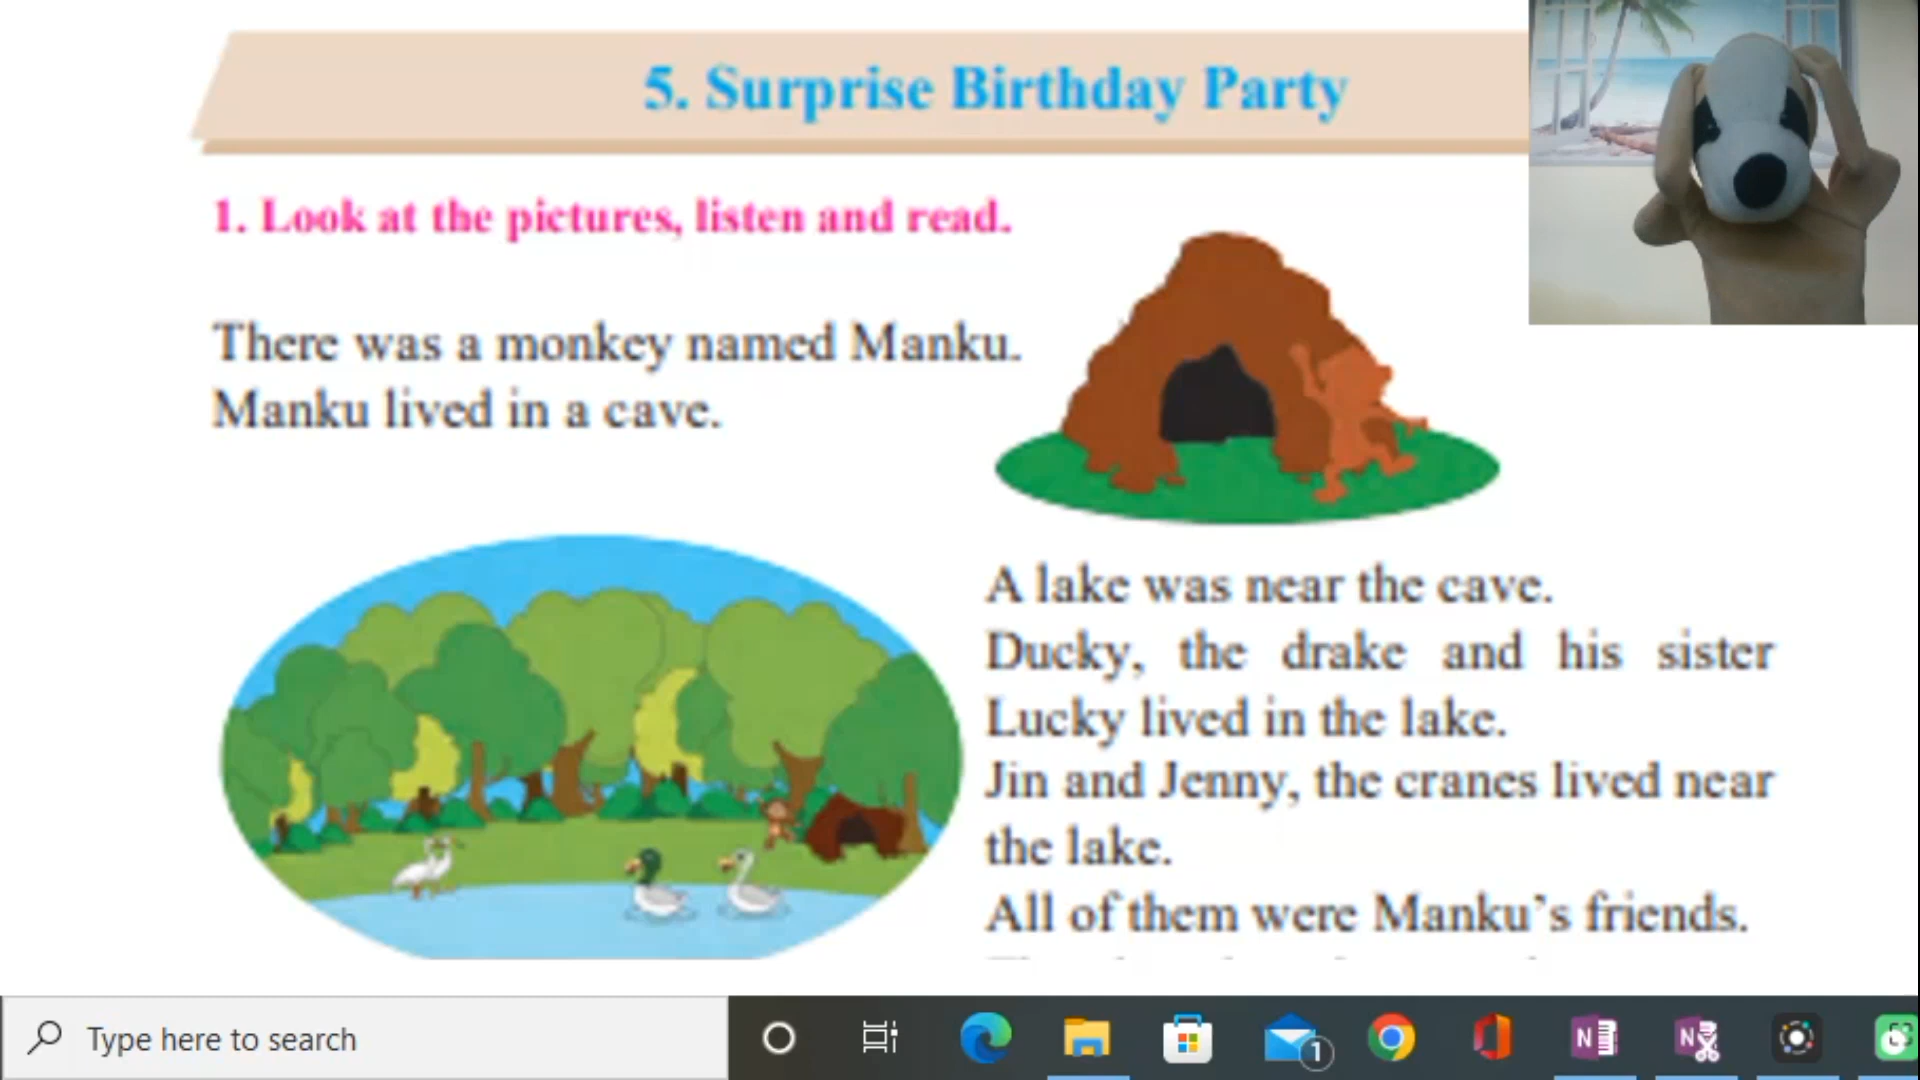 5. Surprise Birthday Party
1. Look at the pictures, listen and read.
There was a monkey named Manku.
Manku lived in a cave.
A lake was near the cave.
Ducky, the drake and his sister
Lucky lived in the lake.
Jin and Jenny, the cranes lived near
the lake.
All of them were Manku's friends.
Type here to search
1
N
N